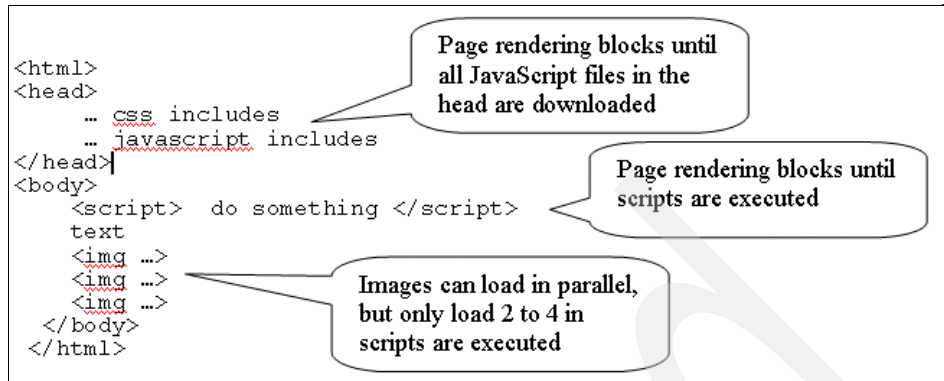 Page rendering blocks until
all JavaScript files in the
head are downloaded
<html>
<head>
… css includes
… javascript includes
</head>
<body>
Page rendering blocks until
scripts are executed
<script> do something </script>
text
<img …>
<img …>
<img …>
Images can load in parallel,
but only load 2 to 4 in
scripts are executed
</body>
</html>